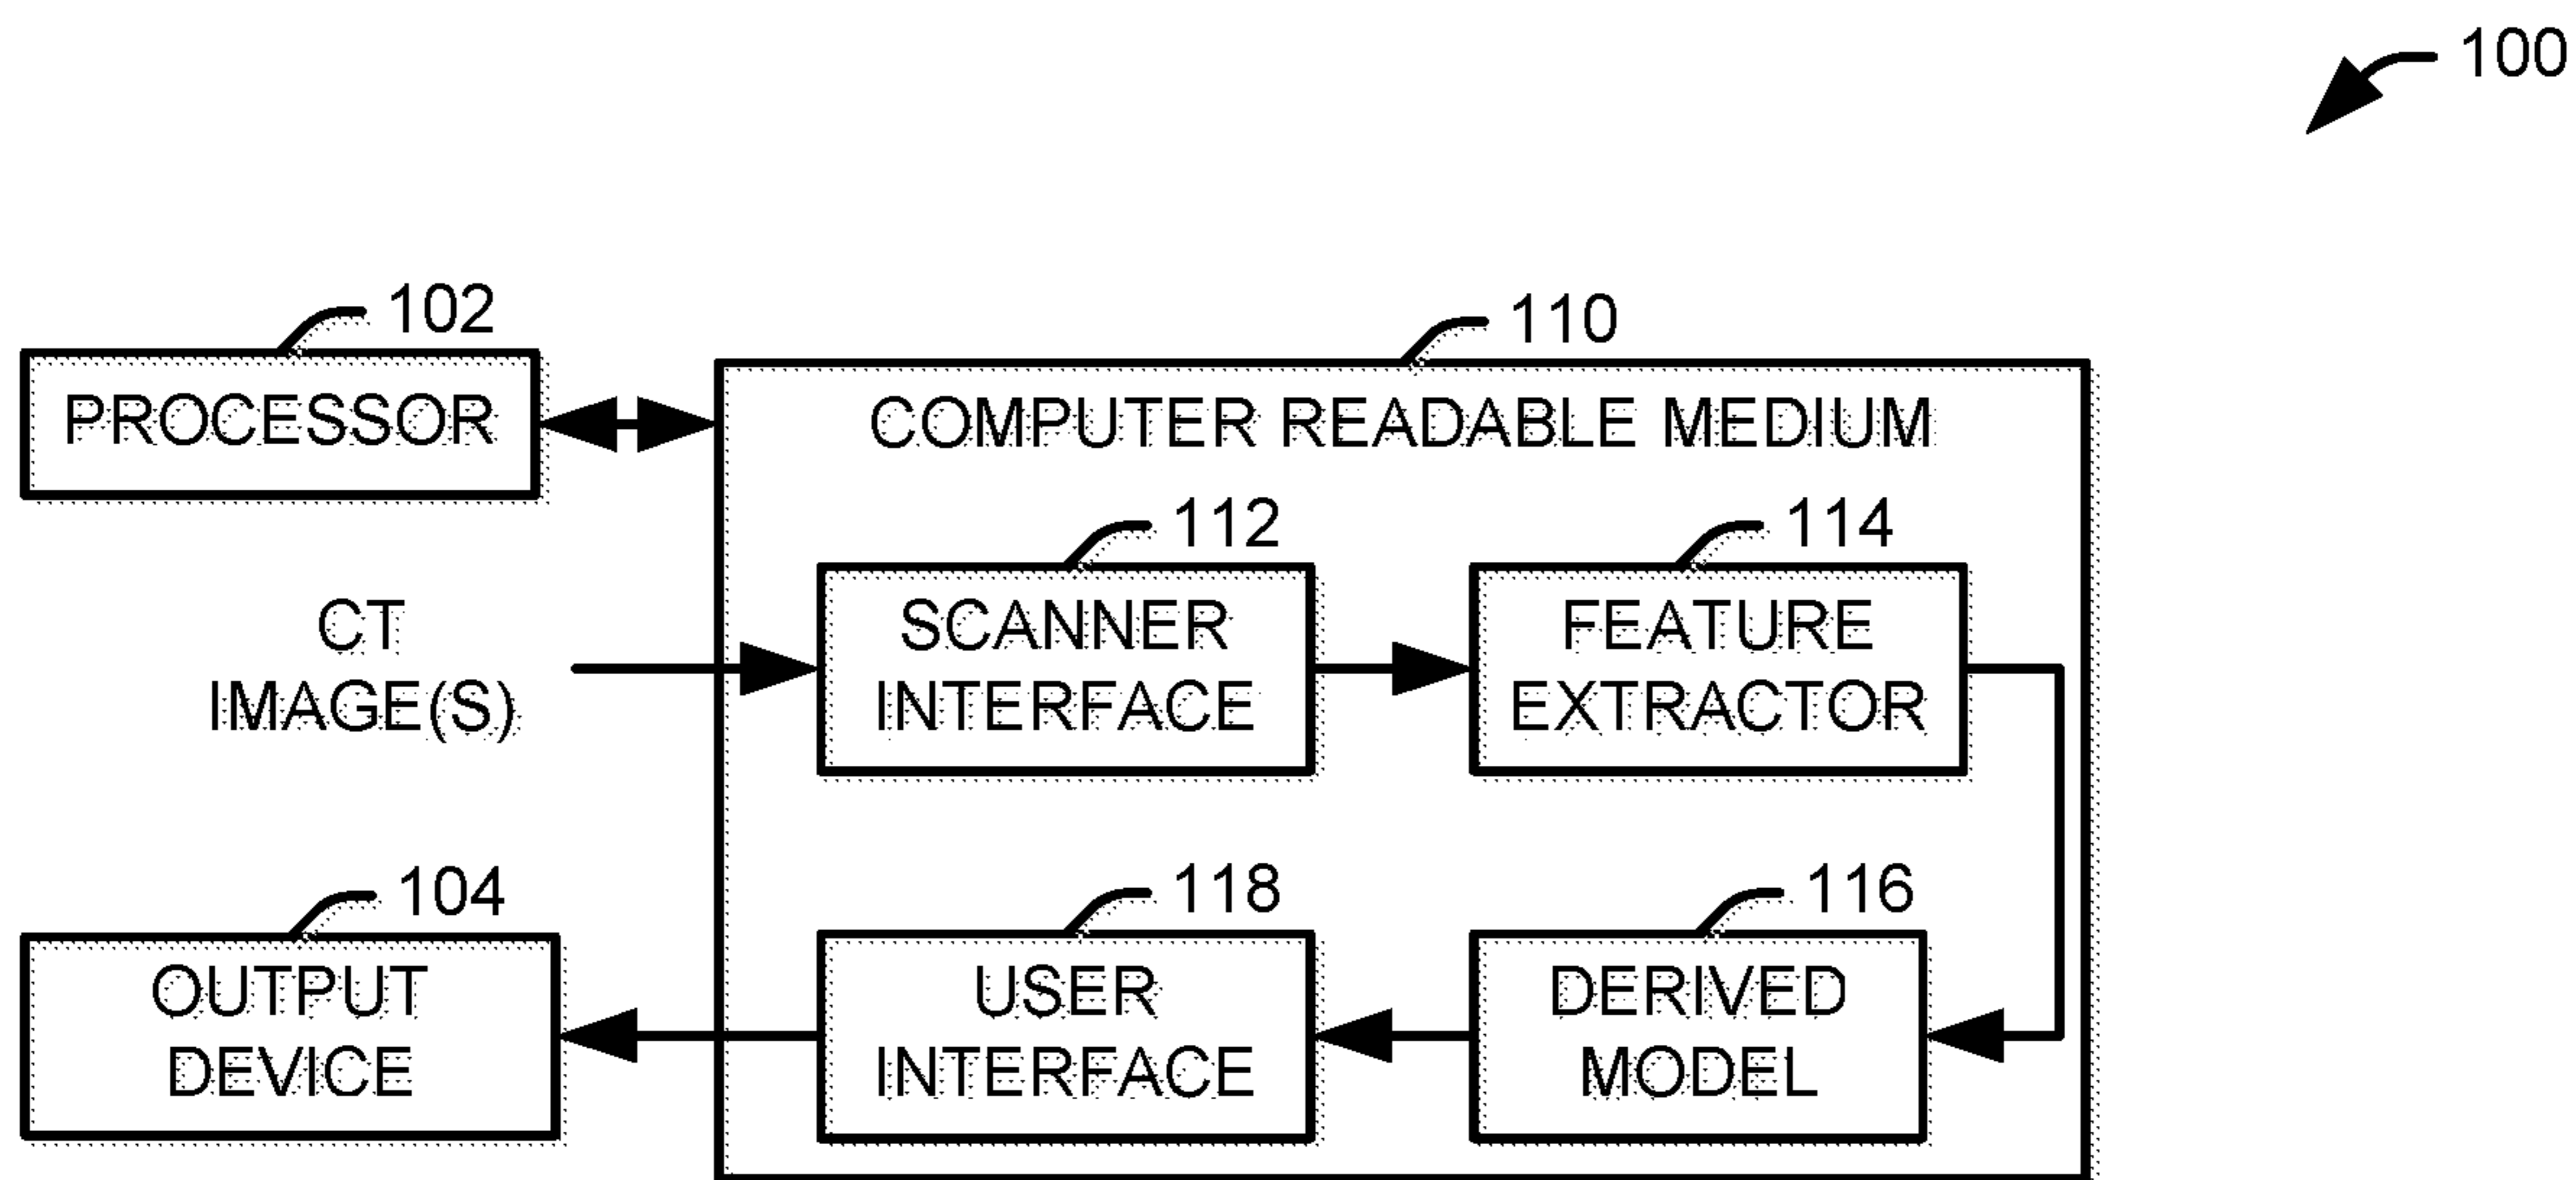 100
102
PROCESSOR
110
COMPUTER READABLE MEDIUM
CT
IMAGE(S)
112
SCANNER
INTERFACE
114
FEATURE
EXTRACTOR
104
OUTPUT
DEVICE
118
USER
INTERFACE
116
DERIVED
MODEL